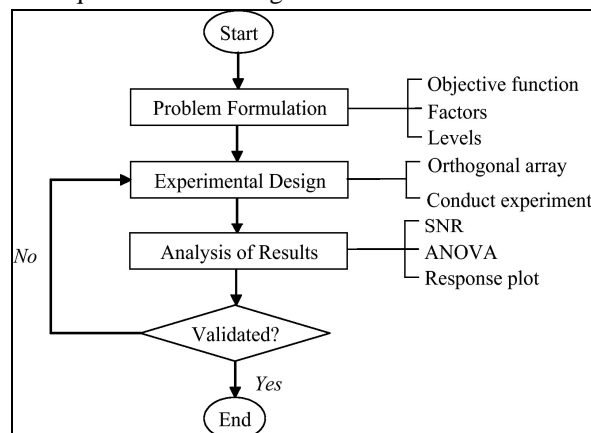 Start
Problem Formulation
Objective function
Factors
Levels
Experimental Design
Orthogonal array
Conduct experiment
Analysis of Results
SNR
ANOVA
Response plot
No
Validated?
Yes
End